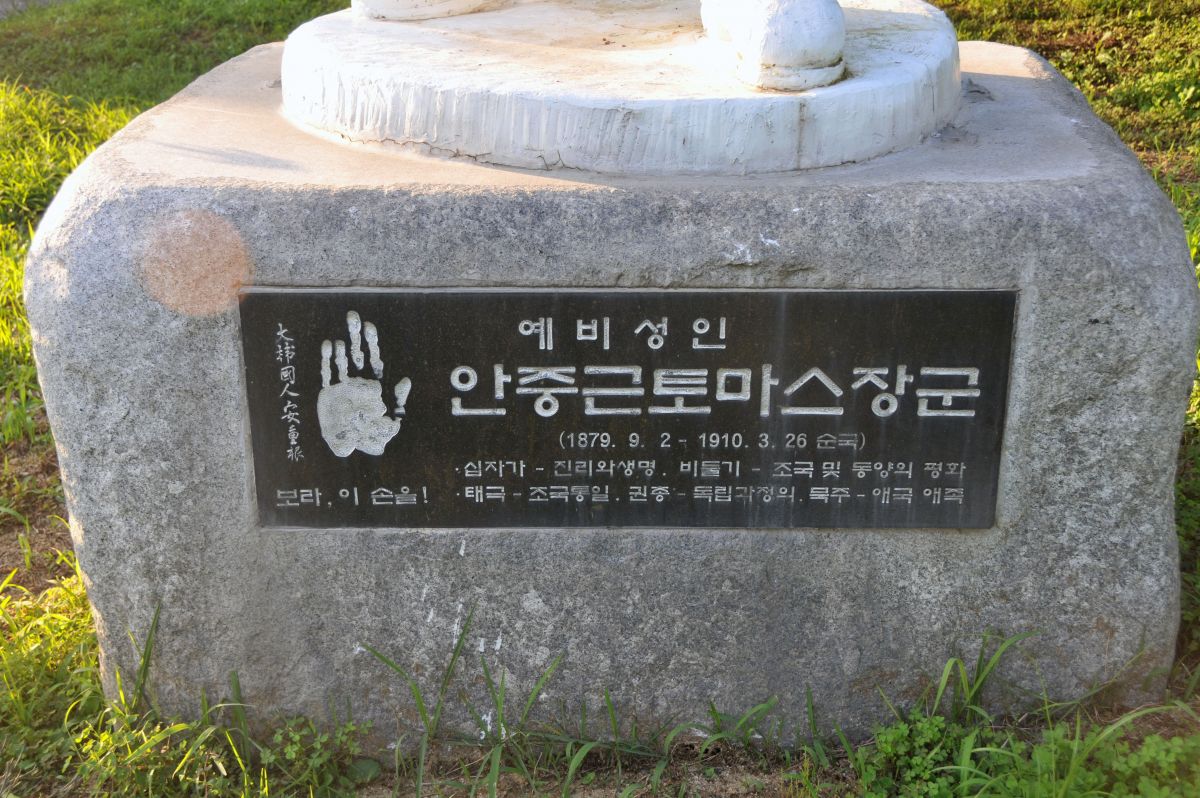 大韓國人安重根
보라, 이 손을!
예비성인
안중근토마스장군
(1879. 9. 2 - 1910. 3. 26 순국)
·십자가 - 진리와생명, 비둘기 - 조국 및 동양의 평화
·태극 - 조국통일, 권총 - 독립과정의, 묵주 - 애국 애족